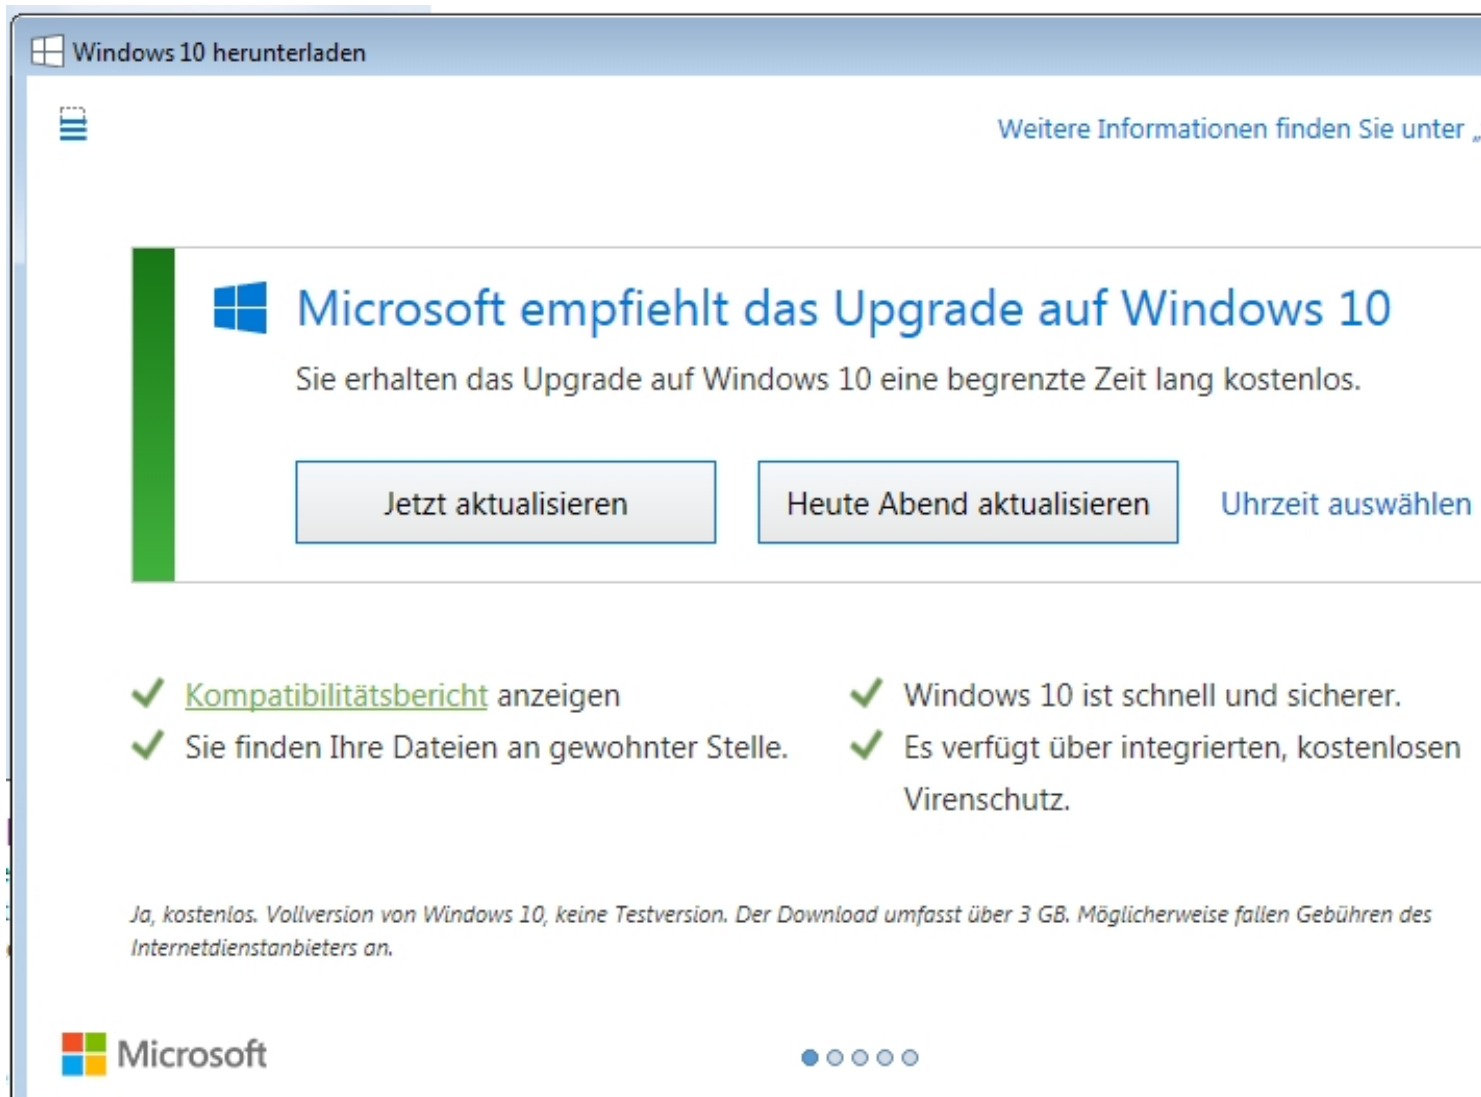 Windows 10 herunterladen
Weitere Informationen finden Sie unter „
Microsoft empfiehlt das Upgrade auf Windows 10
Sie erhalten das Upgrade auf Windows 10 eine begrenzte Zeit lang kostenlos.
Jetzt aktualisieren
Heute Abend aktualisieren
Uhrzeit auswählen
Kompatibilitätsbericht anzeigen
Sie finden Ihre Dateien an gewohnter Stelle.
Windows 10 ist schnell und sicherer.
Es verfügt über integrierten, kostenlosen
Virenschutz.
Ja, kostenlos. Vollversion von Windows 10, keine Testversion. Der Download umfasst über 3 GB. Möglicherweise fallen Gebühren des
Internetdienstanbieters an.
Microsoft